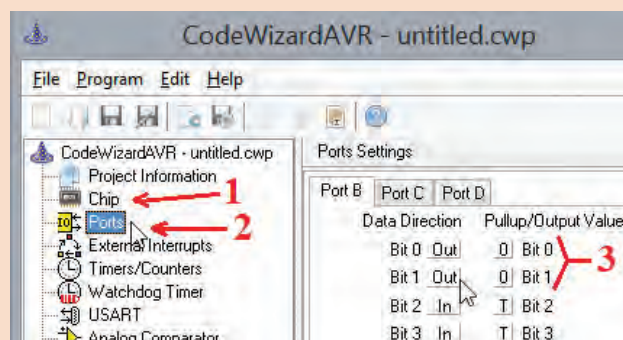 CodeWizardAVR - untitled.cwp
File Program Edit Help
CodeWizardAVR - untitled.cwp
Project Information
Chip
1
Ports
2
External Interrupts
Timers/Counters
Watchdog Timer
USART
Analog Comparator
Ports Settings
Port B Port C Port D
Data Direction Pullup/Output Value
Bit 0 Out 0 Bit 0
Bit 1 Out 0 Bit 1
3
Bit 2 In T Bit 2
Bit 3 In T Bit 3